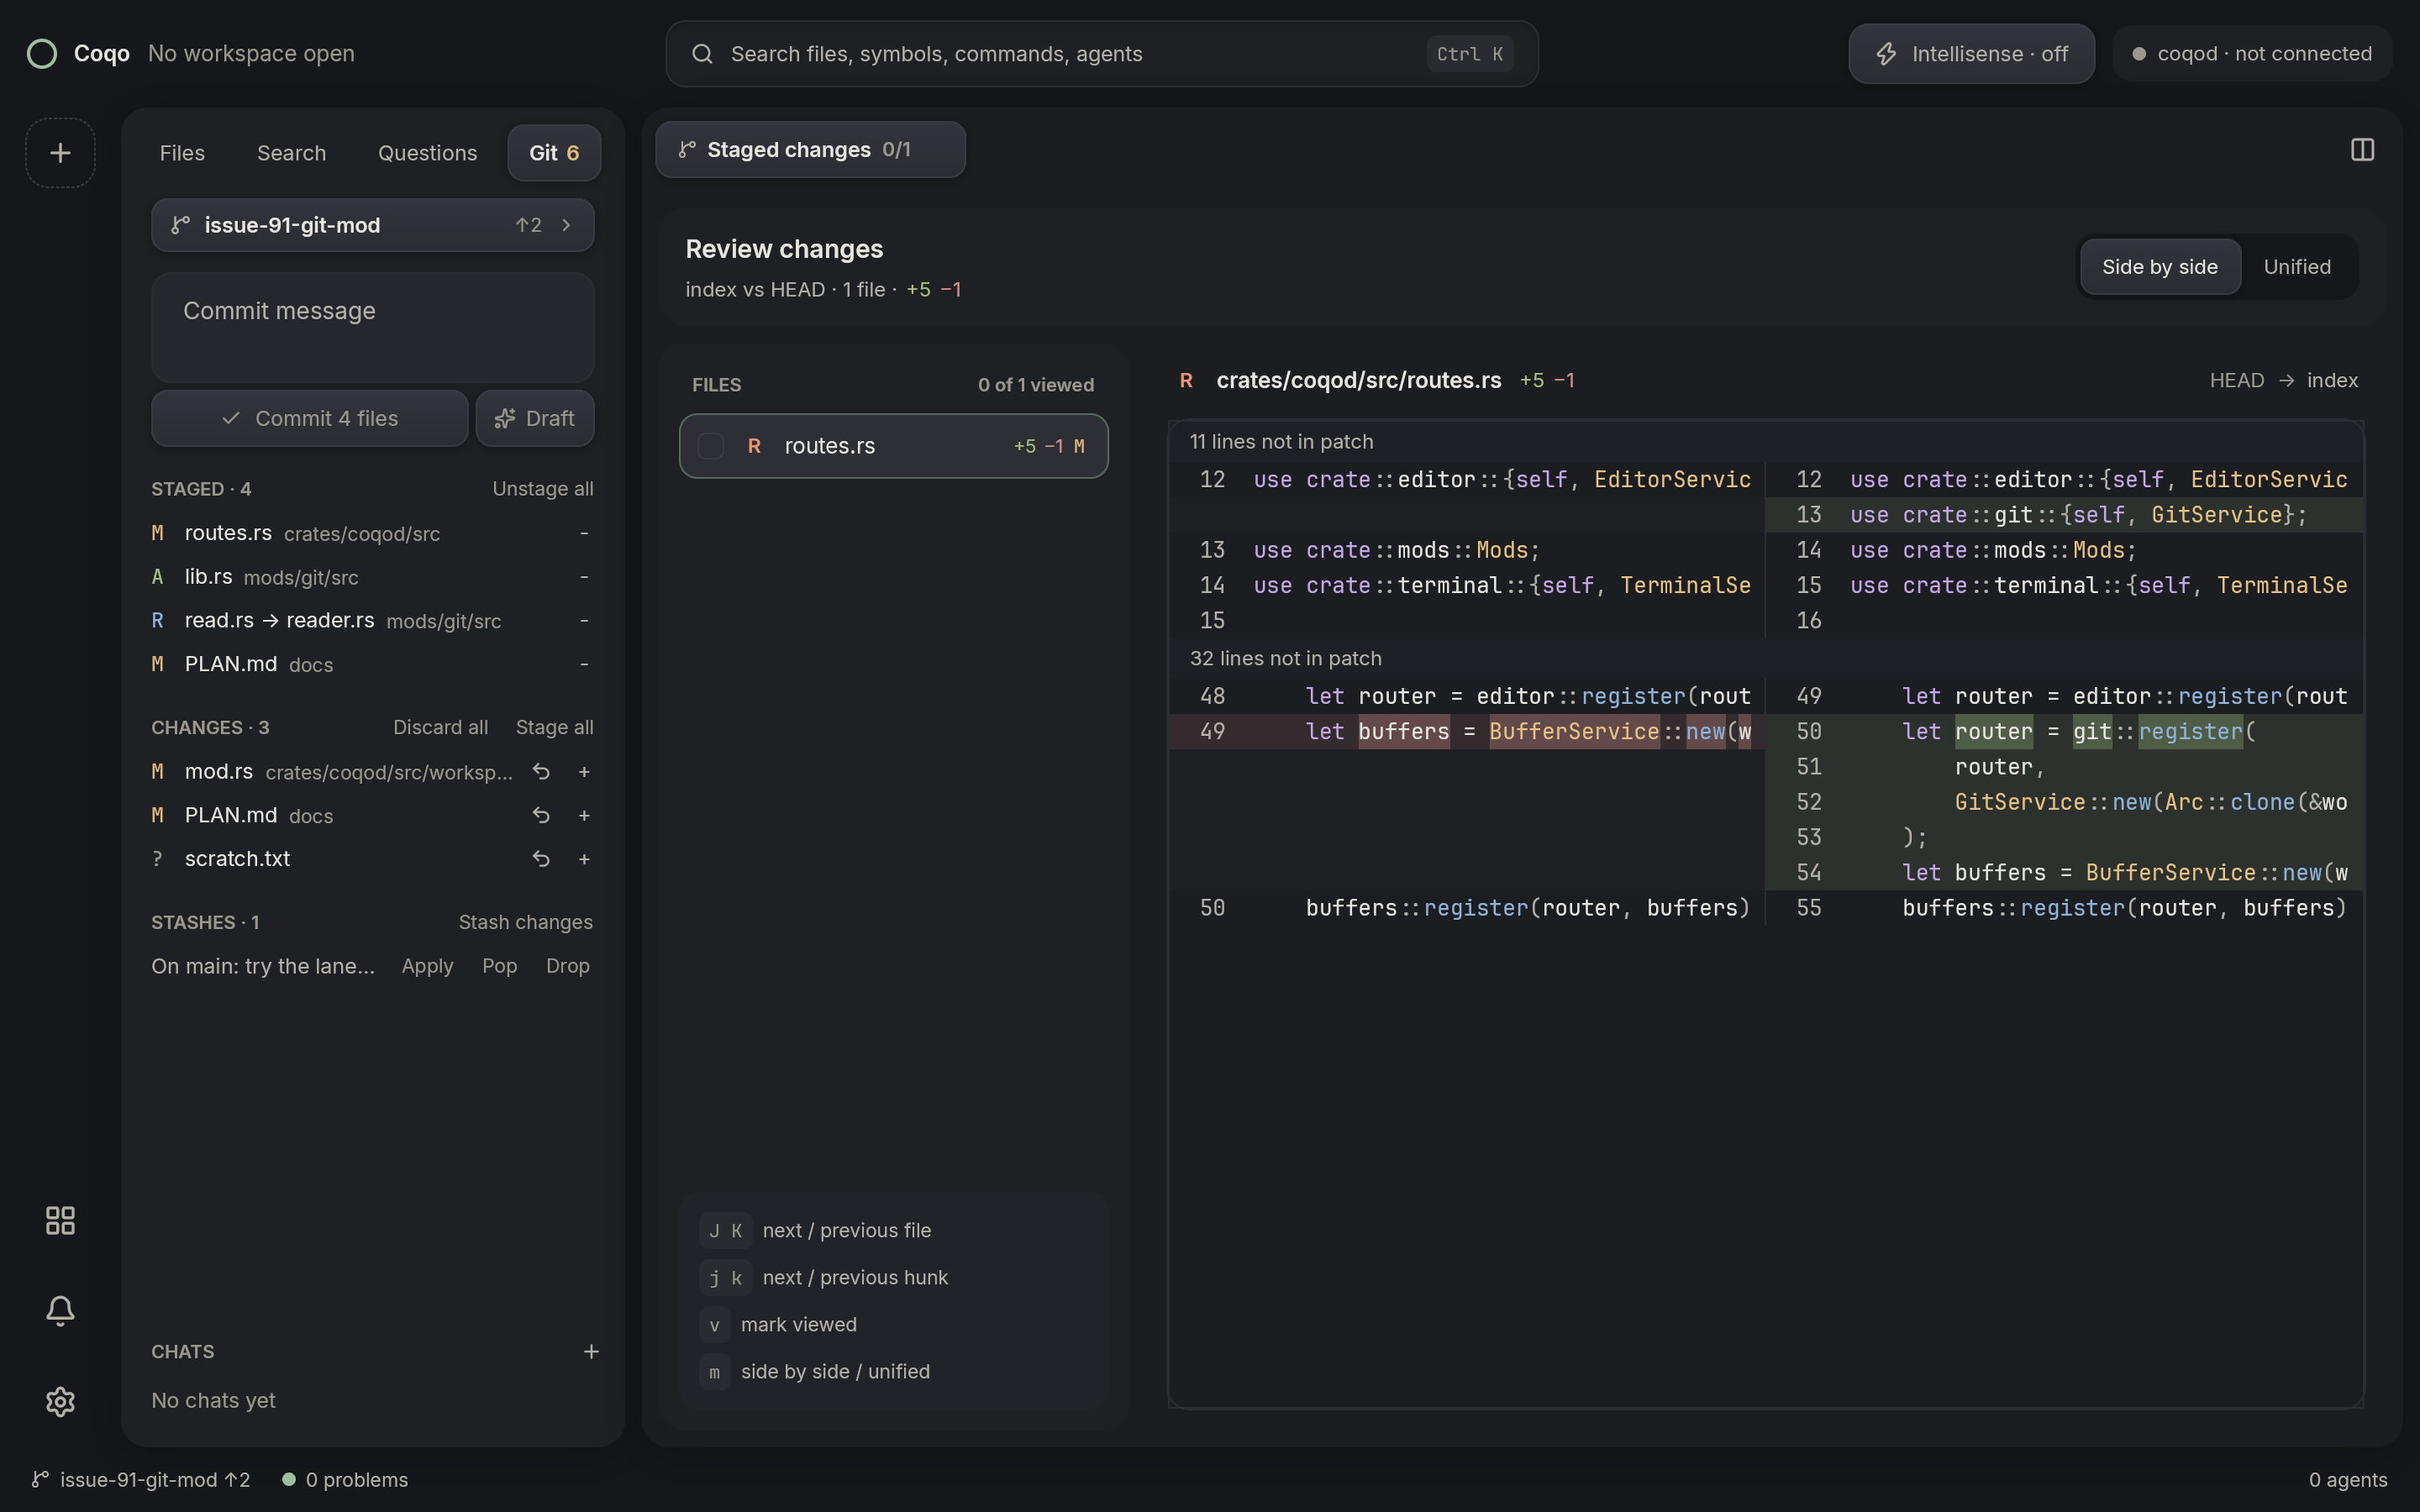 Coqo No workspace open
Search files, symbols, commands, agents Ctrl K
Intellisense · off
coqod · not connected
Files Search Questions Git 6
issue-91-git-mod ↑2
Commit message
Commit 4 files Draft
STAGED · 4 Unstage all
M routes.rs crates/coqod/src -
A lib.rs mods/git/src -
R read.rs → reader.rs mods/git/src -
M PLAN.md docs -
CHANGES · 3 Discard all Stage all
M mod.rs crates/coqod/src/worksp... +
M PLAN.md docs +
? scratch.txt +
STASHES · 1 Stash changes
On main: try the lane... Apply Pop Drop
CHATS +
No chats yet
Staged changes 0/1
Review changes
index vs HEAD · 1 file · +5 −1
Side by side Unified
FILES 0 of 1 viewed
R routes.rs +5 −1 M
J K next / previous file
j k next / previous hunk
v mark viewed
m side by side / unified
R crates/coqod/src/routes.rs +5 −1 HEAD → index
11 lines not in patch
12 use crate::editor::{self, EditorServic 12 use crate::editor::{self, EditorServic
13 use crate::git::{self, GitService};
13 use crate::mods::Mods; 14 use crate::mods::Mods;
14 use crate::terminal::{self, TerminalSe 15 use crate::terminal::{self, TerminalSe
15 16
32 lines not in patch
48 let router = editor::register(rout 49 let router = editor::register(rout
49 let buffers = BufferService::new(w 50 let router = git::register(
51 router,
52 GitService::new(Arc::clone(&wo
53 );
54 let buffers = BufferService::new(w
50 buffers::register(router, buffers) 55 buffers::register(router, buffers)
issue-91-git-mod ↑2 0 problems 0 agents